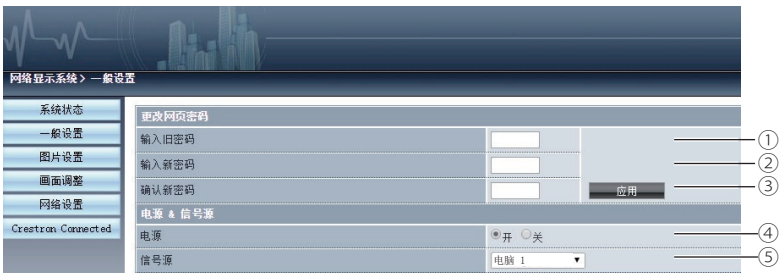 网络显示系统> 一般设置
系统状态
一般设置
图片设置
画面调整
网络设置
Crestron Connected
更改网页密码
输入旧密码 ①
输入新密码 ②
确认新密码 应用 ③
电源 & 信号源
电源 开 关 ④
信号源 电脑 1 ⑤